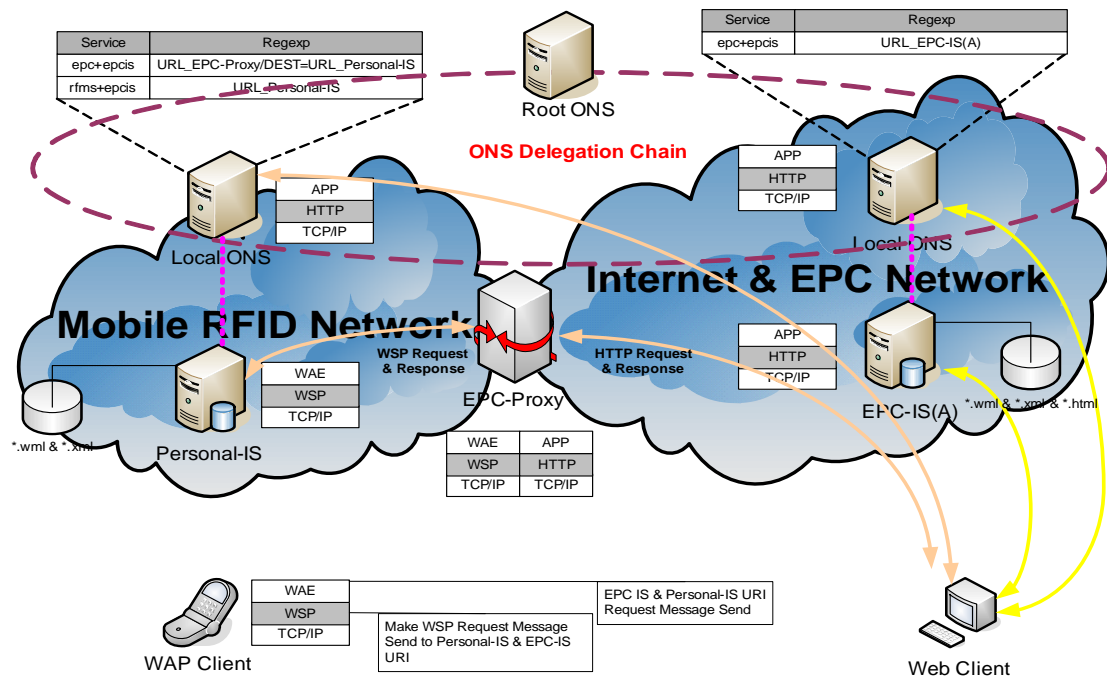 Service Regexp
epc+epcis URL_EPC-Proxy/DEST=URL_Personal-IS
rfms+epcis URL_Personal-IS
Service Regexp
epc+epcis URL_EPC-IS(A)
Root ONS
ONS Delegation Chain
APP
HTTP
TCP/IP
Local ONS
APP
HTTP
TCP/IP
Local ONS
Mobile RFID Network
Internet & EPC Network
WSP Request
& Response
HTTP Request
& Response
WAE
WSP
TCP/IP
APP
HTTP
TCP/IP
EPC-Proxy
*.wml & *.xml
Personal-IS
EPC-IS(A)
*.wml & *.xml & *.html
WAE APP
WSP HTTP
TCP/IP TCP/IP
WAE
WSP
TCP/IP
WAP Client
Make WSP Request Message
Send to Personal-IS & EPC-IS
URI
EPC IS & Personal-IS URI
Request Message Send
Web Client